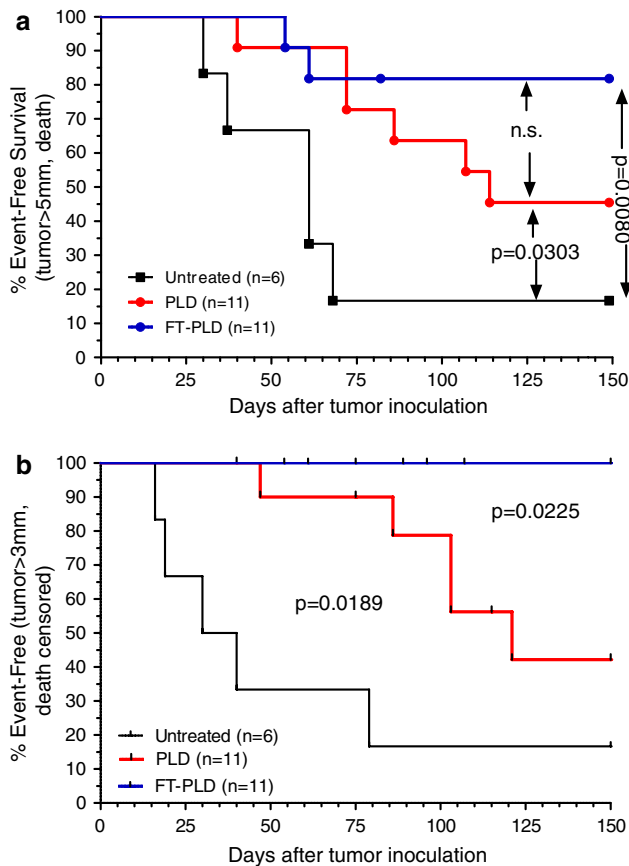 a
% Event-Free Survival
(tumor>5mm, death)
100
90
80
70
60
50
40
30
20
10
0
n.s.
p=0.0080
p=0.0303
Untreated (n=6)
PLD (n=11)
FT-PLD (n=11)
0 25 50 75 100 125 150
Days after tumor inoculation
b
% Event-Free (tumor>3mm,
death censored)
100
90
80
70
60
50
40
30
20
10
0
p=0.0225
p=0.0189
Untreated (n=6)
PLD (n=11)
FT-PLD (n=11)
0 25 50 75 100 125 150
Days after tumor inoculation